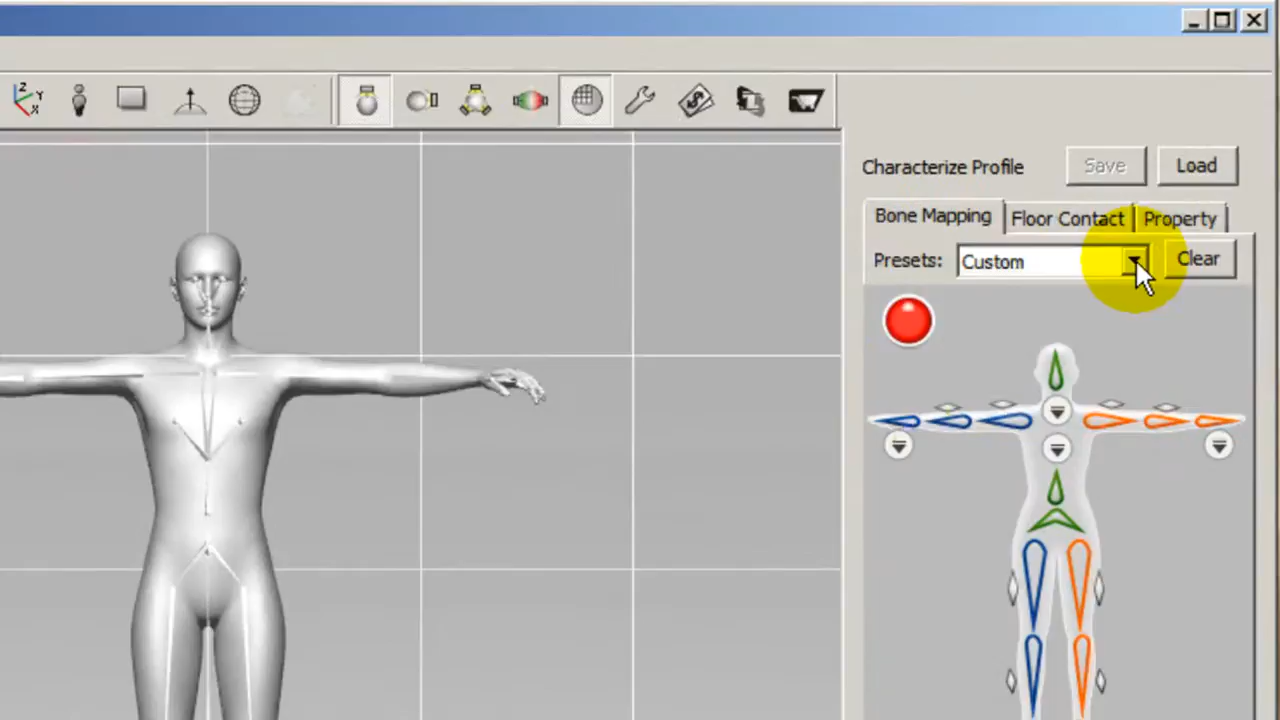 Z
Y
X
Characterize Profile Save Load
Bone Mapping Floor Contact Property
Presets: Custom Clear